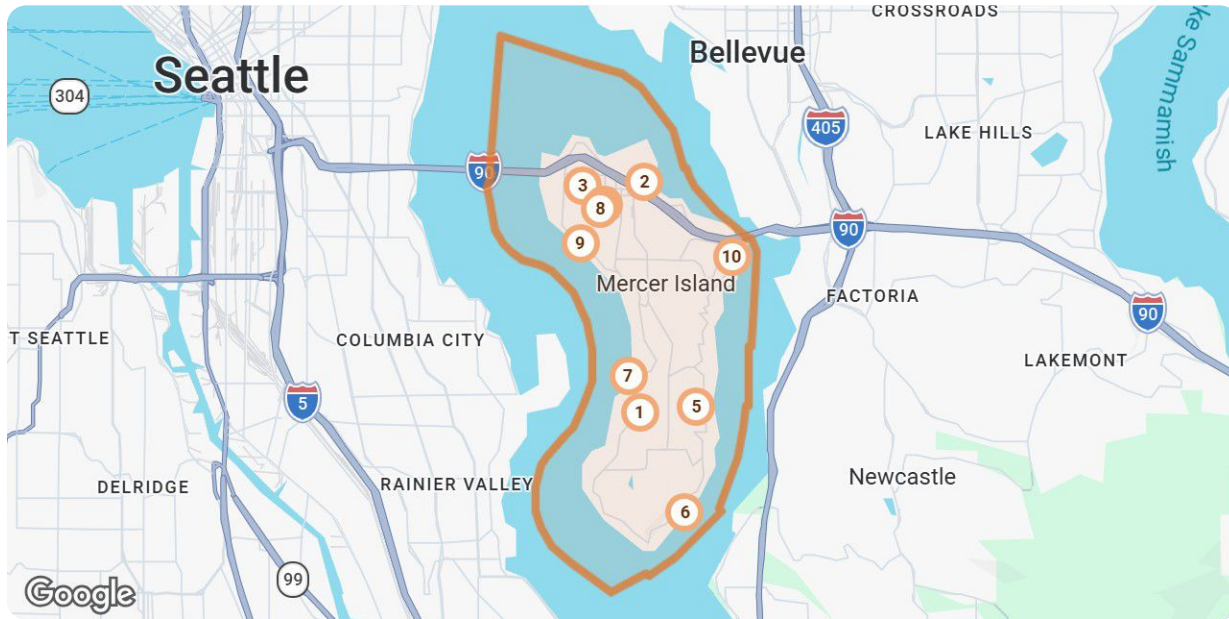 CROSSROADS
Bellevue
Seattle
304
405
LAKE HILLS
90
3
2
8
9
90
10
Mercer Island
FACTORIA
90
T SEATTLE
COLUMBIA CITY
LAKEMONT
7
5
1
5
DELRIDGE
RAINIER VALLEY
Newcastle
6
99
Google
ke Sammamish